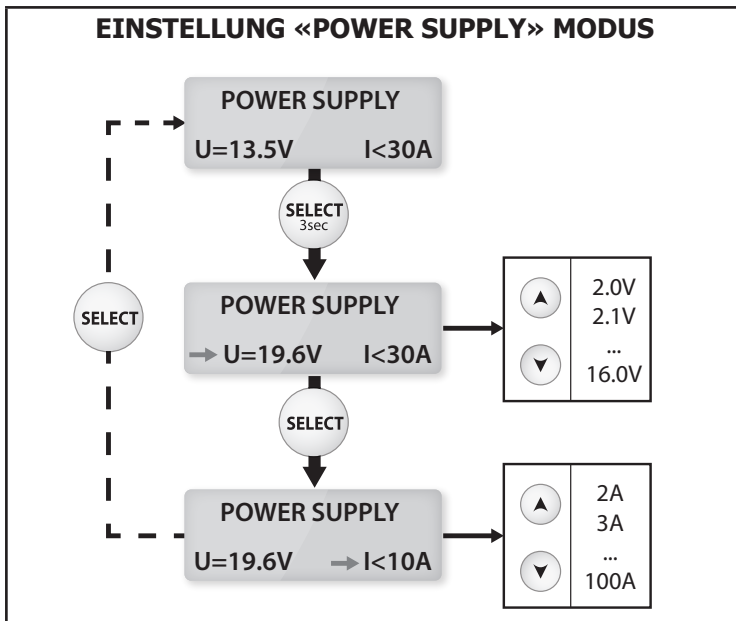 EINSTELLUNG «POWER SUPPLY» MODUS
POWER SUPPLY
U=13.5V I<30A
SELECT
3sec
POWER SUPPLY
U=19.6V I<30A
2.0V
2.1V
...
16.0V
SELECT
SELECT
POWER SUPPLY
U=19.6V I<10A
2A
3A
...
100A